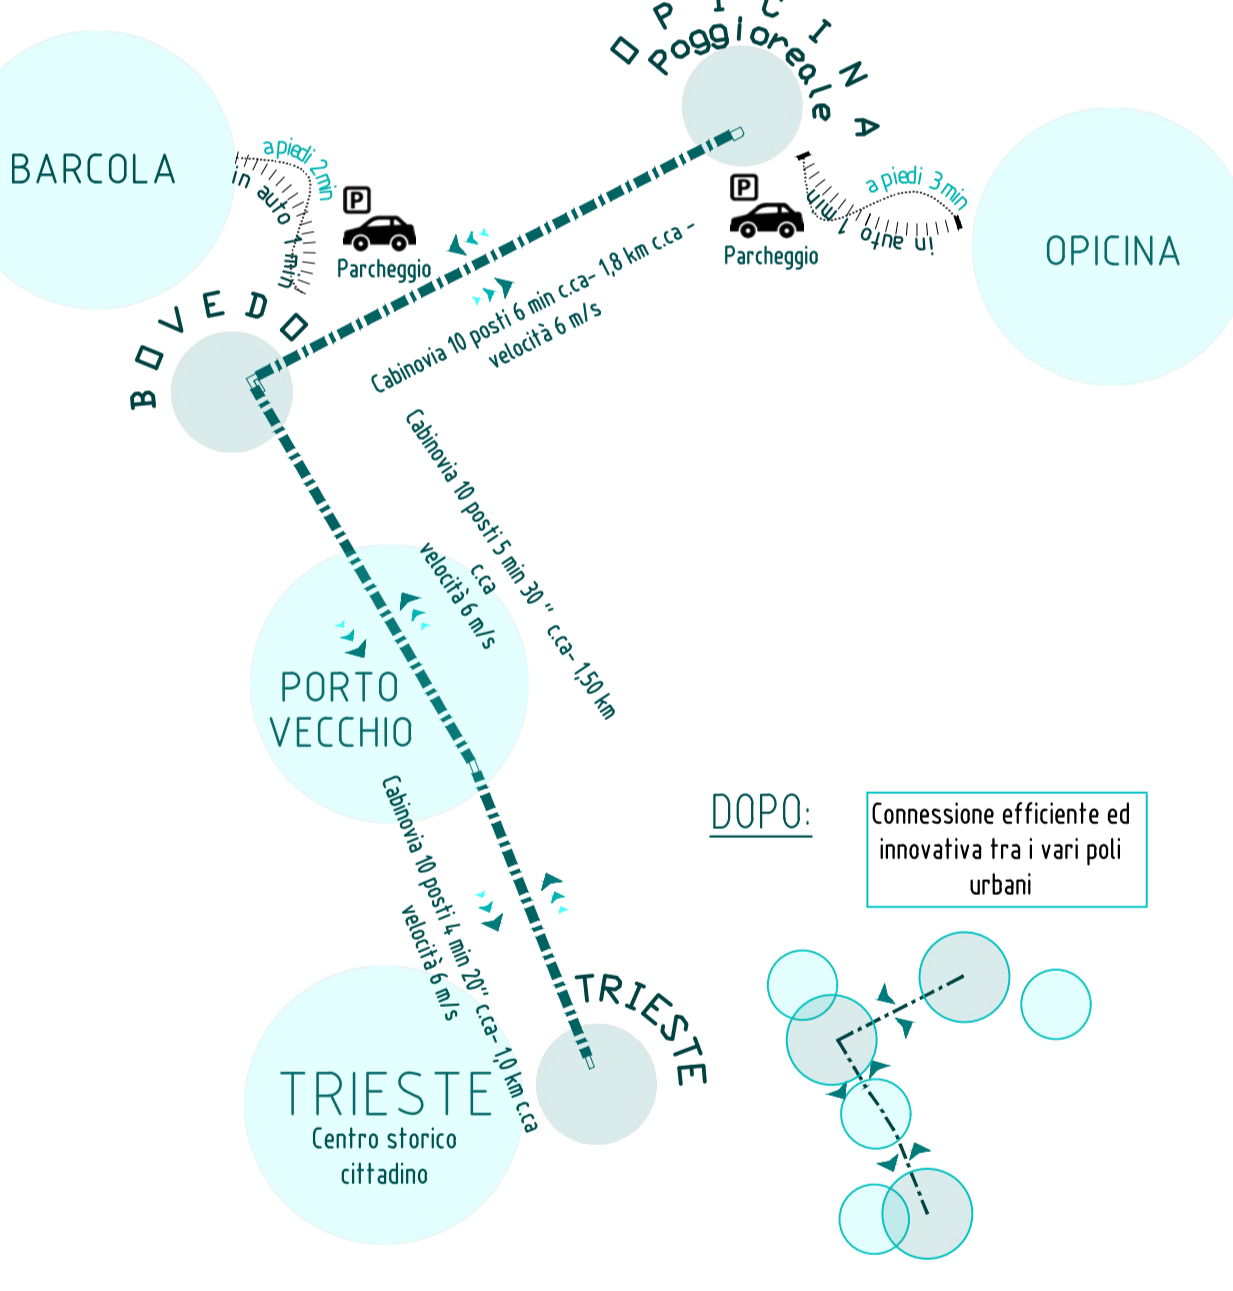 OPICINA
Poggioreale
BARCOLA
a piedi 2 min
in auto 1 min
P
Parcheggio
P
Parcheggio
a piedi 3 min
in auto 1 min
OPICINA
BOVEDO
Cabinovia 10 posti 6 min c.ca- 1,8 km c.ca -
velocità 6 m/s
Cabinovia 10 posti 5 min 30 '' c.ca- 1,50 km
c.ca
velocità 6 m/s
PORTO
VECCHIO
Cabinovia 10 posti 4 min 20'' c.ca- 1,0 km c.ca
velocità 6 m/s
DOPO:
Connessione efficiente ed
innovativa tra i vari poli
urbani
TRIESTE
TRIESTE
Centro storico
cittadino